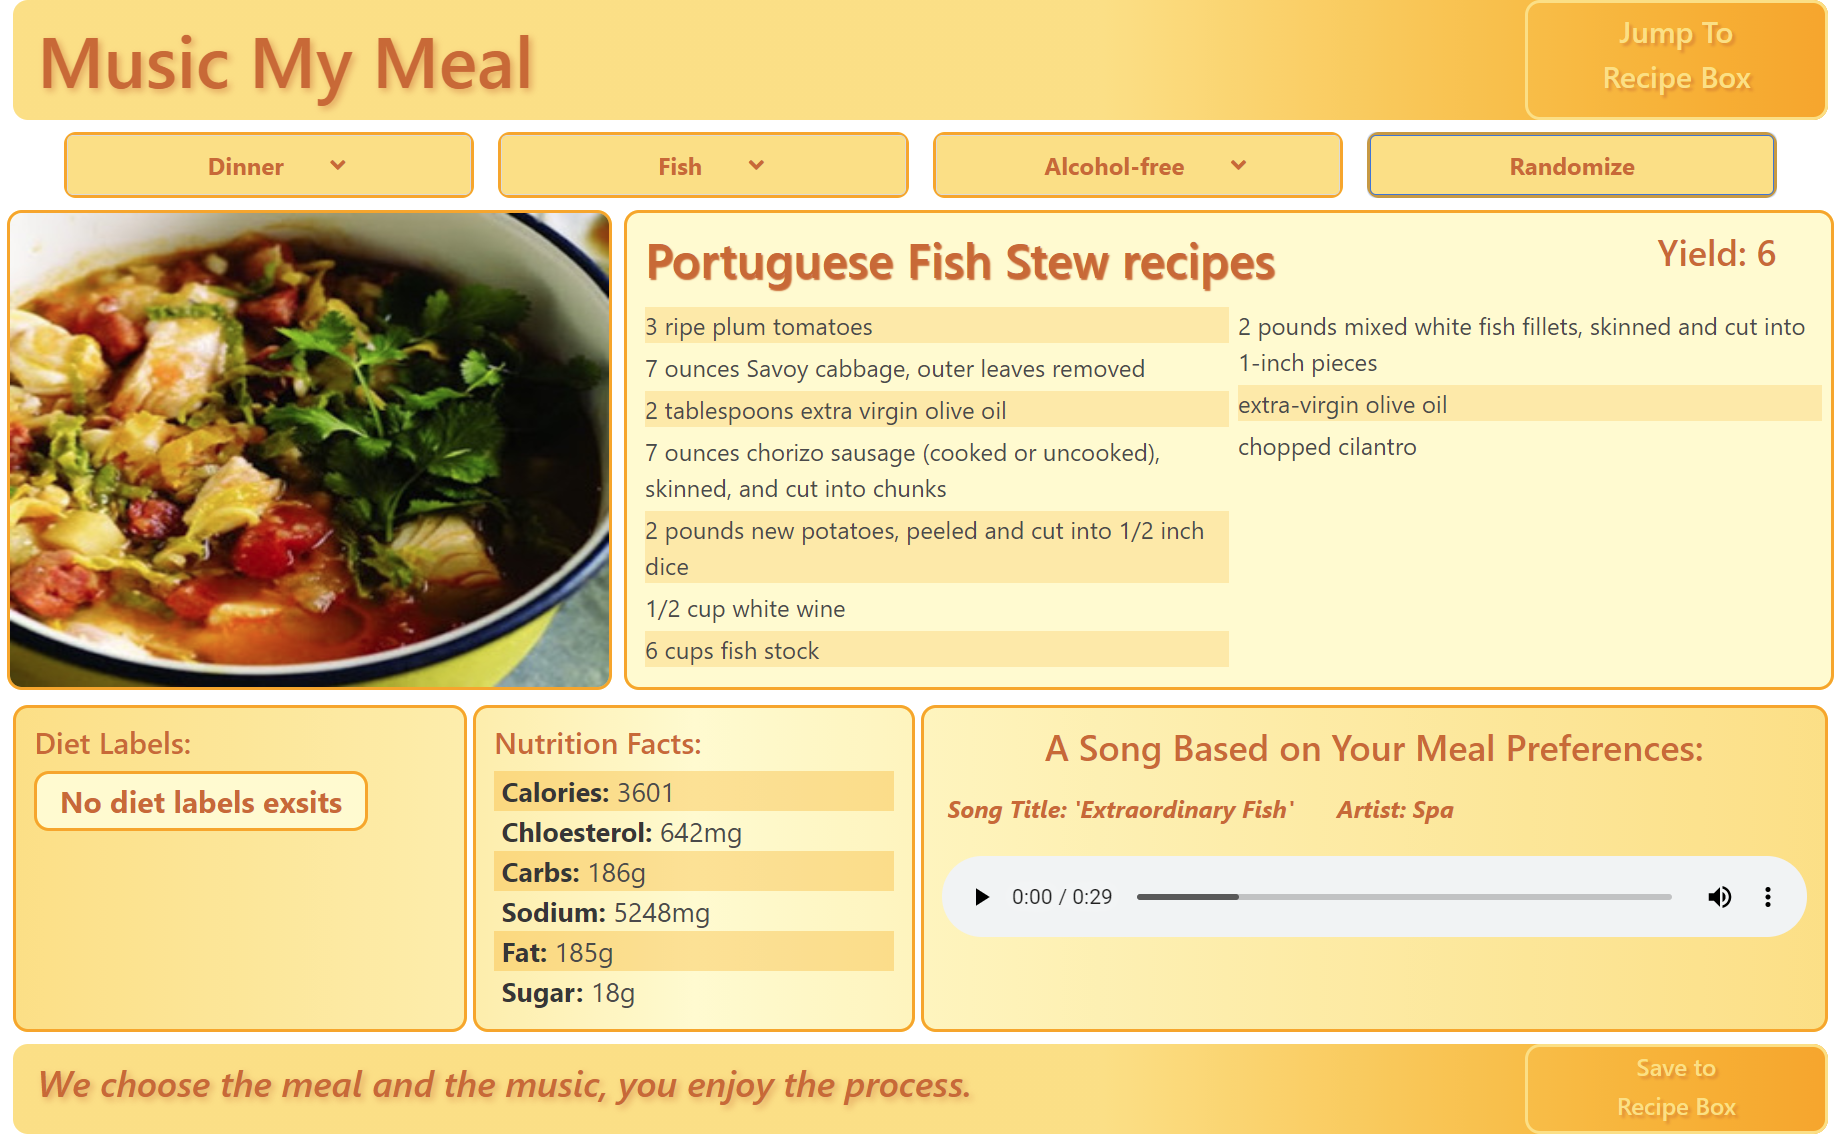 Music My Meal
Jump To
Recipe Box
Dinner
Fish
Alcohol-free
Randomize
Portuguese Fish Stew recipes
Yield: 6
3 ripe plum tomatoes
7 ounces Savoy cabbage, outer leaves removed
2 tablespoons extra virgin olive oil
7 ounces chorizo sausage (cooked or uncooked),
skinned, and cut into chunks
2 pounds new potatoes, peeled and cut into 1/2 inch
dice
1/2 cup white wine
6 cups fish stock
2 pounds mixed white fish fillets, skinned and cut into
1-inch pieces
extra-virgin olive oil
chopped cilantro
Diet Labels:
No diet labels exsits
Nutrition Facts:
Calories: 3601
Chloesterol: 642mg
Carbs: 186g
Sodium: 5248mg
Fat: 185g
Sugar: 18g
A Song Based on Your Meal Preferences:
Song Title: 'Extraordinary Fish' Artist: Spa
0:00 / 0:29
We choose the meal and the music, you enjoy the process.
Save to
Recipe Box